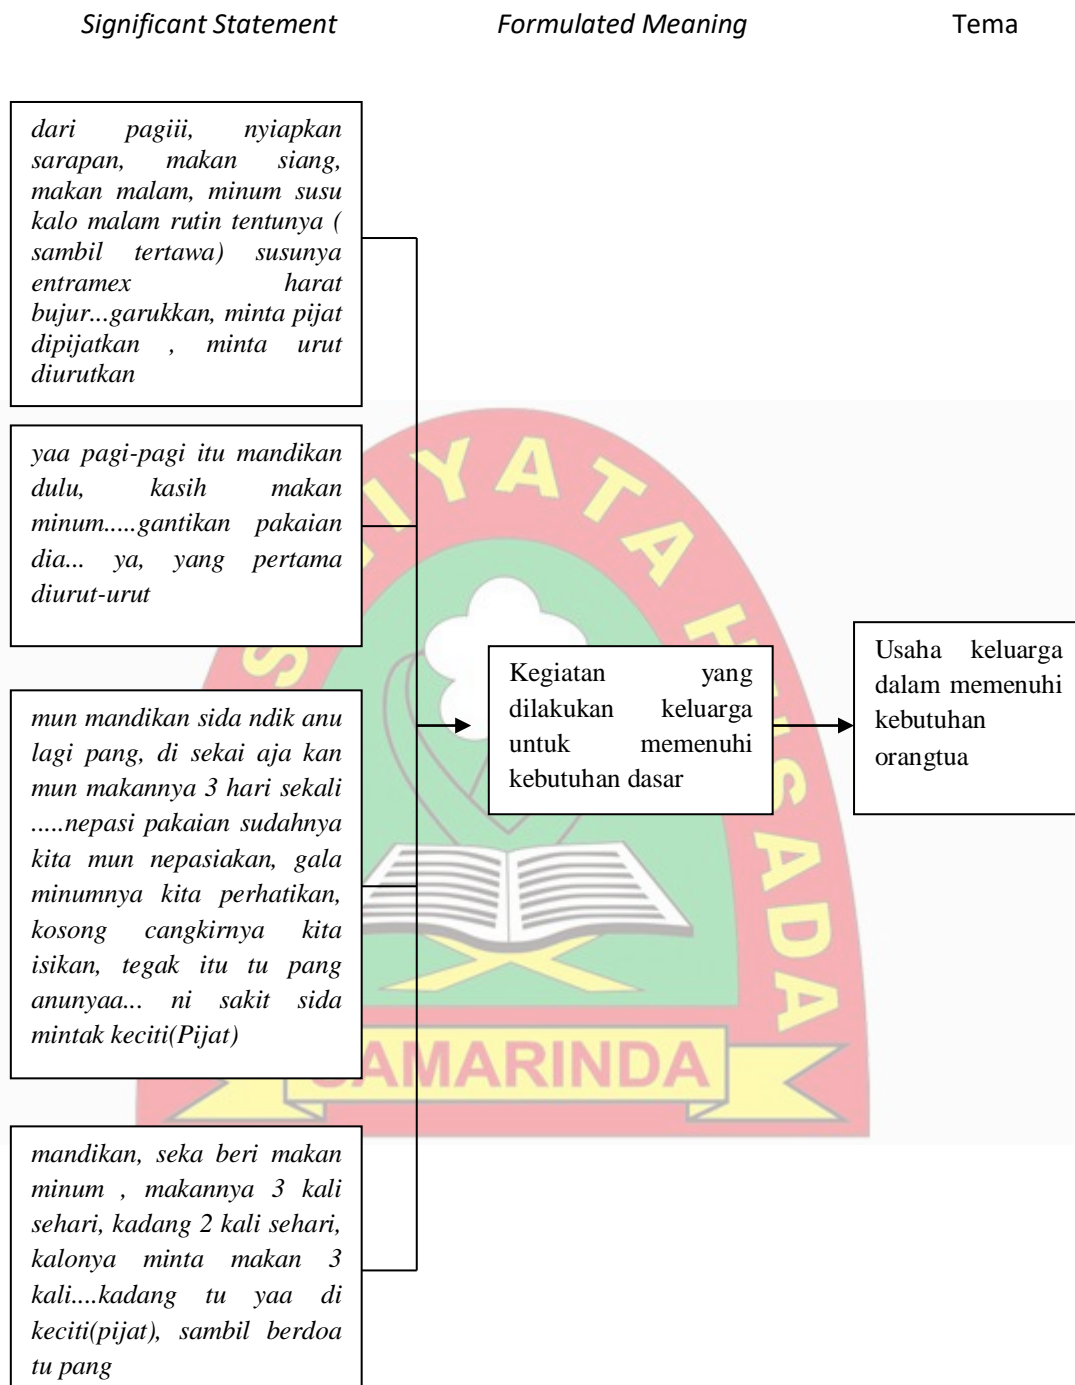 Significant Statement
Formulated Meaning
Tema
dari pagiii, nyiapkan
sarapan, makan siang,
makan malam, minum susu
kalo malam rutin tentunya (
sambil tertawa) susunya
entramex harat
bujur...garukkan, minta pijat
dipijatkan , minta urut
diurutkan
yaa pagi-pagi itu mandikan
dulu, kasih makan
minum.....gantikan pakaian
dia... ya, yang pertama
diurut-urut
mun mandikan sida ndik anu
lagi pang, di sekai aja kan
mun makannya 3 hari sekali
.....nepasi pakaian sudahnya
kita mun nepasiakan, gala
minumnya kita perhatikan,
kosong cangkirnya kita
isikan, tegak itu tu pang
anunyaa... ni sakit sida
mintak keciti(Pijat)
mandikan, seka beri makan
minum , makannya 3 kali
sehari, kadang 2 kali sehari,
kalonya minta makan 3
kali....kadang tu yaa di
keciti(pijat), sambil berdoa
tu pang
Kegiatan yang
dilakukan keluarga
untuk memenuhi
kebutuhan dasar
Usaha keluarga
dalam memenuhi
kebutuhan
orangtua
SAMARINDA